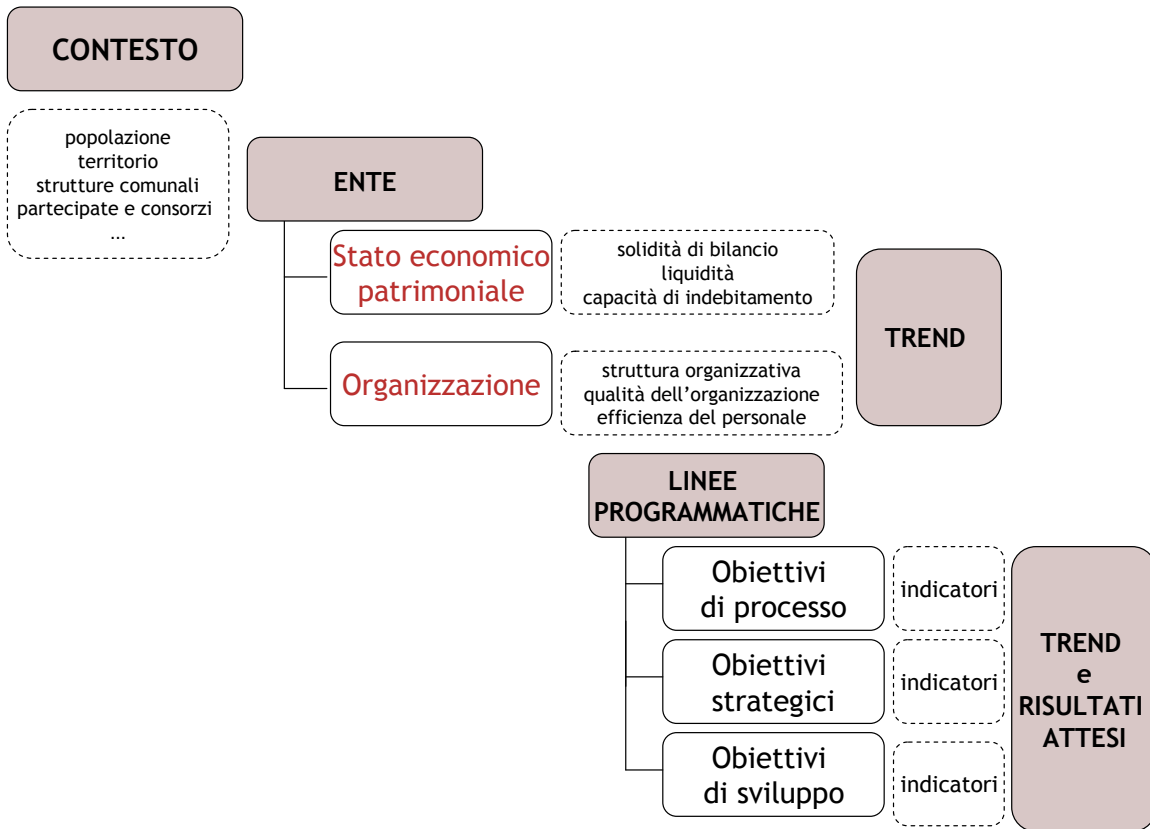 CONTESTO
popolazione
territorio
strutture comunali
partecipate e consorzi
...
ENTE
Stato economico
patrimoniale
solidità di bilancio
liquidità
capacità di indebitamento
TREND
Organizzazione
struttura organizzativa
qualità dell’organizzazione
efficienza del personale
LINEE
PROGRAMMATICHE
Obiettivi
di processo
indicatori
Obiettivi
strategici
indicatori
Obiettivi
di sviluppo
indicatori
TREND
e
RISULTATI
ATTESI